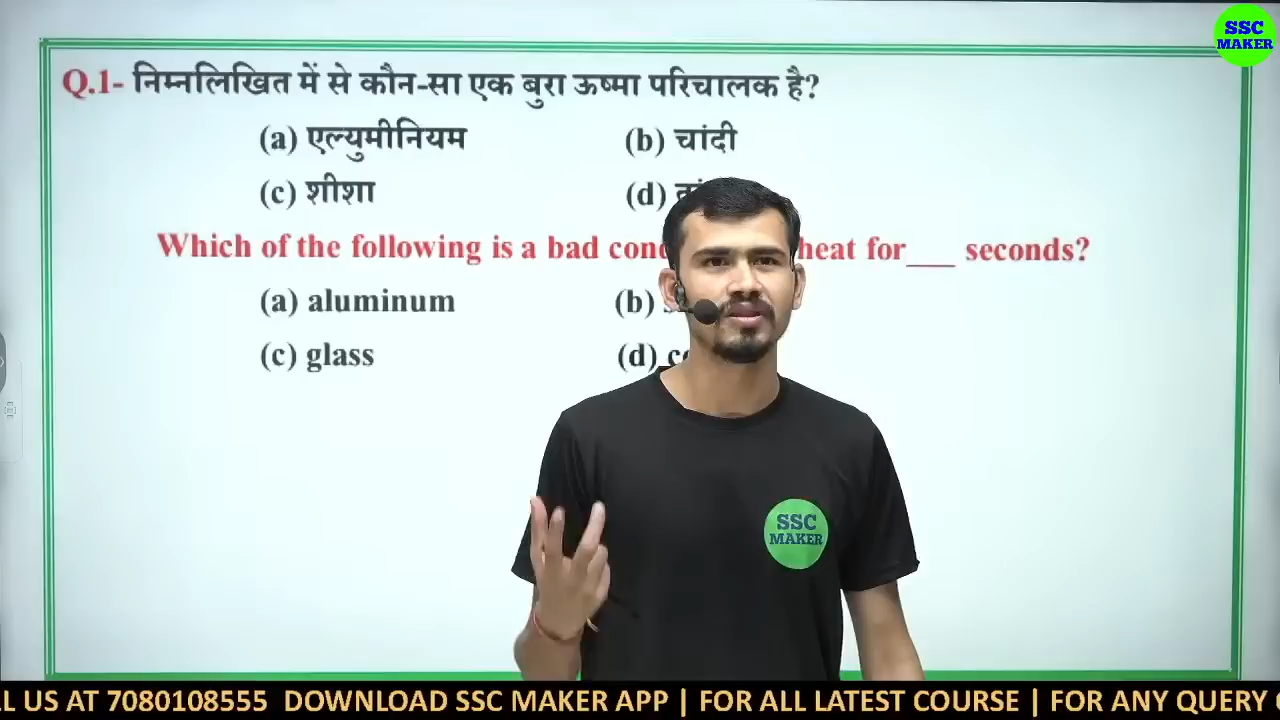 SSC
MAKER
Q.1- निम्नलिखित में से कौन-सा एक बुरा ऊष्मा परिचालक है?
(a) एल्युमीनियम (b) चांदी
(c) शीशा (d)
Which of the following is a bad heat for___ seconds?
(a) aluminum (b)
(c) glass (d)
SSC
MAKER
US AT 7080108555 DOWNLOAD SSC MAKER APP | FOR ALL LATEST COURSE | FOR ANY QUERY